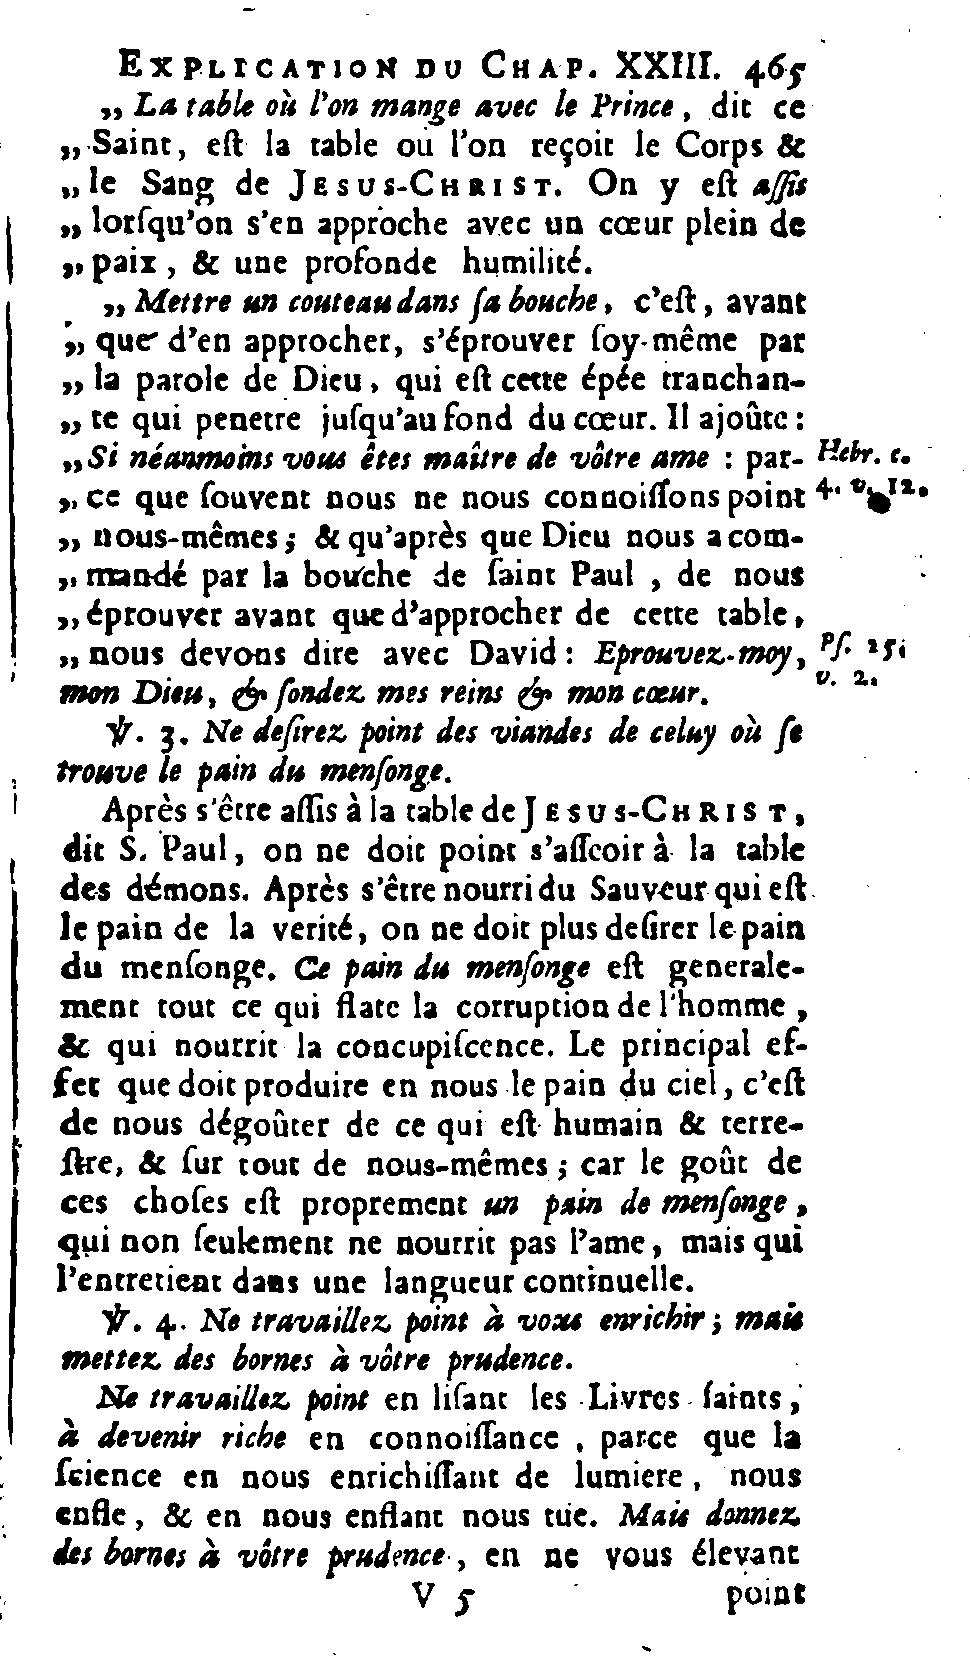 EXPLICATION DU CHAP. XXIII. 465
„ La table où l'on mange avec le Prince, dit ce
„ Saint, eſt la table où l'on reçoit le Corps &
„ le Sang de JESUS-CHRIST. On y eſt aſſis
„ lorſqu'on s'en approche avec un cœur plein de
„ paix, & une profonde humilité.
„ Mettre un couteau dans ſa bouche, c'eſt, avant
„ que d'en approcher, s'éprouver ſoy-même par
„ la parole de Dieu, qui eſt cette épée tranchan-
„ te qui penetre juſqu'au fond du cœur. Il ajoûte:
„ Si néanmoins vous êtes maître de vôtre ame : par- Hebr. c.
„ ce que ſouvent nous ne nous connoiſſons point 4. v. 12.
„ nous-mêmes; & qu'après que Dieu nous a com-
„ mandé par la bouche de ſaint Paul, de nous
„ éprouver avant que d'approcher de cette table,
„ nous devons dire avec David: Eprouvez-moy, Pſ. 25.
mon Dieu, & ſondez mes reins & mon cœur. v. 2.
℣. 3. Ne deſirez point des viandes de celuy où ſe
trouve le pain du menſonge.
Après s'être aſſis à la table de JESUS-CHRIST,
dit S. Paul, on ne doit point s'aſſeoir à la table
des démons. Après s'être nourri du Sauveur qui eſt
le pain de la verité, on ne doit plus deſirer le pain
du menſonge. Ce pain du menſonge eſt generale-
ment tout ce qui flate la corruption de l'homme,
& qui nourrit la concupiſcence. Le principal ef-
fet que doit produire en nous le pain du ciel, c'eſt
de nous dégoûter de ce qui eſt humain & terre-
ſtre, & ſur tout de nous-mêmes; car le goût de
ces choſes eſt proprement un pain de menſonge,
qui non ſeulement ne nourrit pas l'ame, mais qui
l'entretient dans une langueur continuelle.
℣. 4. Ne travaillez point à vous enrichir; mais
mettez des bornes à vôtre prudence.
Ne travaillez point en liſant les Livres ſaints,
à devenir riche en connoiſſance, parce que la
ſcience en nous enrichiſſant de lumiere, nous
enfle, & en nous enflant nous tüe. Mais donnez
des bornes à vôtre prudence, en ne vous élevant
V 5 point